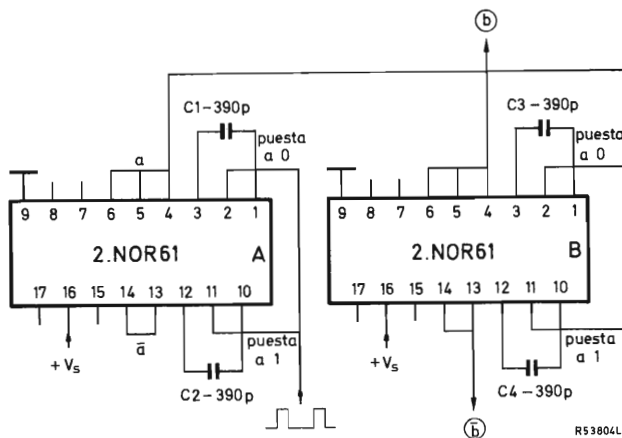 b
C1-390p
C3-390p
puesta
a 0
puesta
a 0
a
9 8 7 6 5 4 3 2 1
9 8 7 6 5 4 3 2 1
2.NOR61 A
2.NOR61 B
17 16 15 14 13 12 11 10
17 16 15 14 13 12 11 10
a̅
+Vs
puesta
a 1
+Vs
puesta
a 1
C2-390p
C4-390p
b̅
R53804L